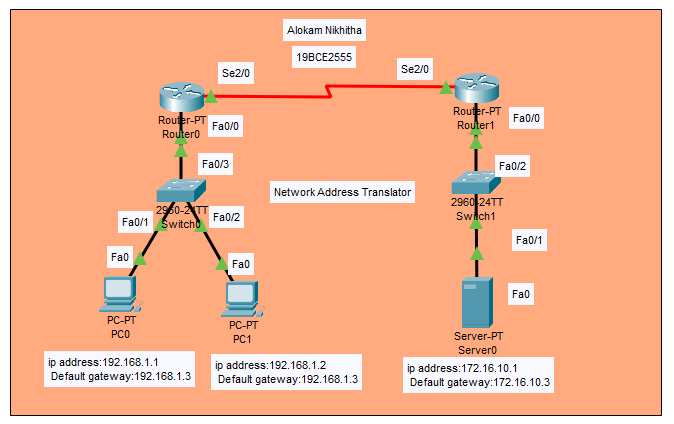 Alokam Nikhitha
19BCE2555
Se2/0
Se2/0
Router-PT
Router0
Router-PT
Router1
Fa0/0
Fa0/0
Fa0/3
Fa0/2
2960-24TT
Switch0
Network Address Translator
2960-24TT
Switch1
Fa0/1
Fa0/2
Fa0/1
Fa0
Fa0
Fa0
PC-PT
PC0
PC-PT
PC1
Server-PT
Server0
ip address:192.168.1.1
Default gateway:192.168.1.3
ip address:192.168.1.2
Default gateway:192.168.1.3
ip address:172.16.10.1
Default gateway:172.16.10.3